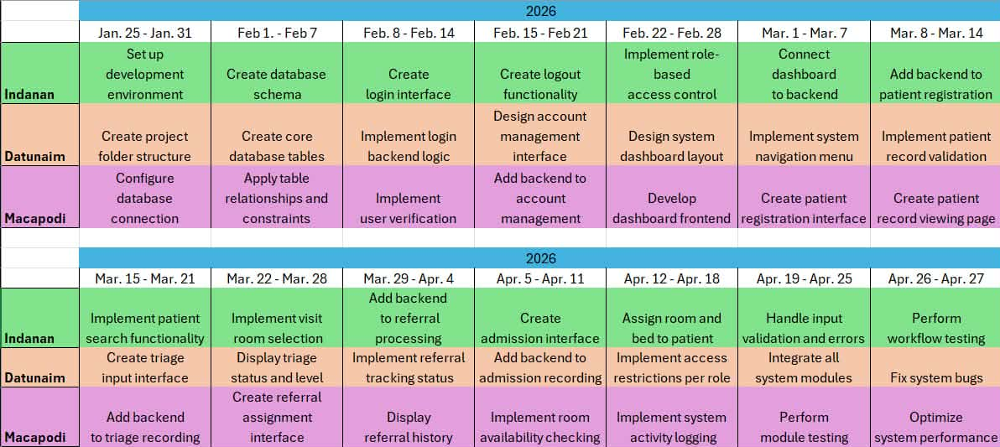 2026
Jan. 25 - Jan. 31 Feb 1. - Feb 7 Feb. 8 - Feb. 14 Feb. 15 - Feb 21 Feb. 22 - Feb. 28 Mar. 1 - Mar. 7 Mar. 8 - Mar. 14
Indanan
Set up
development
environment
Create database
schema
Create
login interface
Create logout
functionality
Implement role-
based
access control
Connect
dashboard
to backend
Add backend to
patient registration
Datunaim
Create project
folder structure
Create core
database tables
Implement login
backend logic
Design account
management
interface
Design system
dashboard layout
Implement system
navigation menu
Implement patient
record validation
Macapodi
Configure
database
connection
Apply table
relationships and
constraints
Implement
user verification
Add backend to
account
management
Develop
dashboard frontend
Create patient
registration interface
Create patient
record viewing page
2026
Mar. 15 - Mar. 21 Mar. 22 - Mar. 28 Mar. 29 - Apr. 4 Apr. 5 - Apr. 11 Apr. 12 - Apr. 18 Apr. 19 - Apr. 25 Apr. 26 - Apr. 27
Indanan
Implement patient
search functionality
Implement visit
room selection
Add backend
to referral
processing
Create
admission interface
Assign room and
bed to patient
Handle input
validation and errors
Perform
workflow testing
Datunaim
Create triage
input interface
Display triage
status and level
Implement referral
tracking status
Add backend to
admission recording
Implement access
restrictions per role
Integrate all
system modules
Fix system bugs
Macapodi
Add backend
to triage recording
Create referral
assignment
interface
Display
referral history
Implement room
availability checking
Implement system
activity logging
Perform
module testing
Optimize
system performance